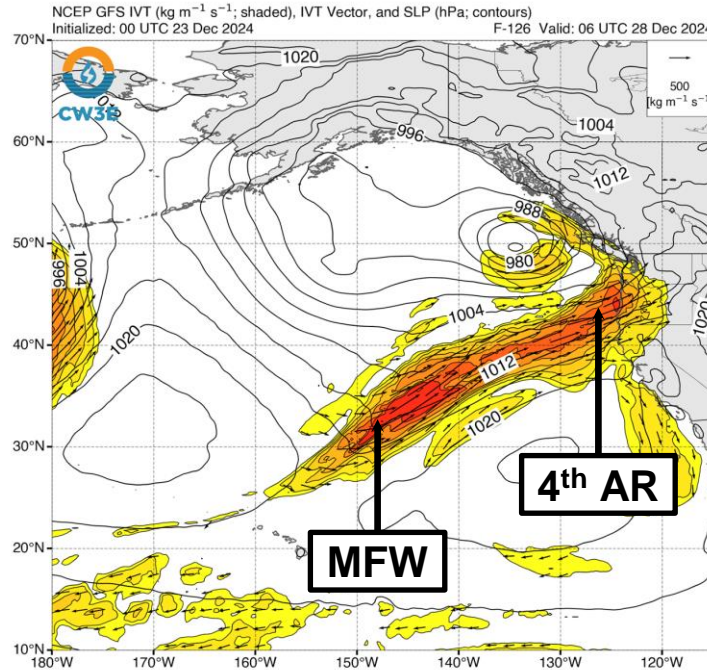 NCEP GFS IVT (kg m⁻¹ s⁻¹; shaded), IVT Vector, and SLP (hPa; contours)
Initialized: 00 UTC 23 Dec 2024 F-126 Valid: 06 UTC 28 Dec 2024
CW3E
500
[kg m⁻¹ s⁻¹]
1020
60°N
996
1004
1012
988
50°N
996
1004
980
1020
1004
1020
40°N
1012
30°N
1020
4th AR
MFW
20°N
10°N
180°W
170°W
160°W
150°W
140°W
130°W
120°W